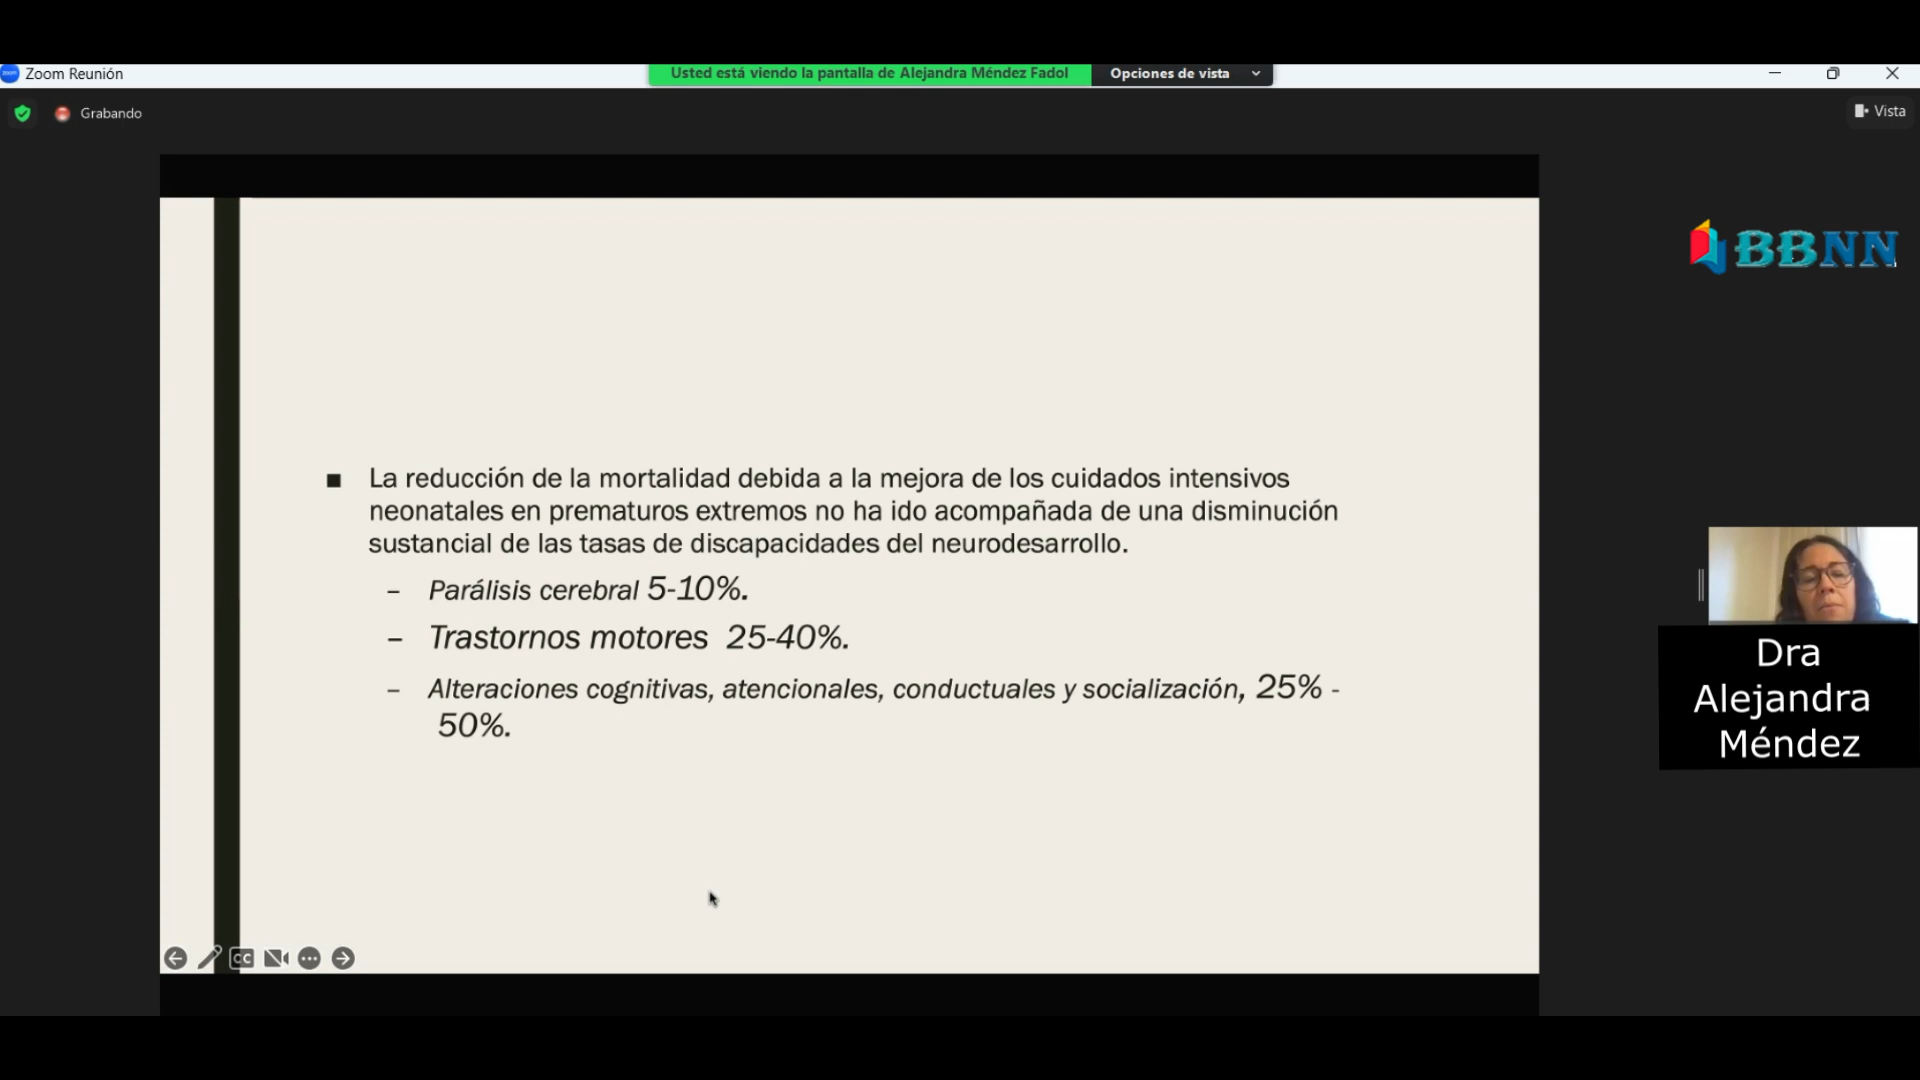 Zoom Reunión
Usted está viendo la pantalla de Alejandra Méndez Fadol
Opciones de vista
Grabando
Vista
BBNN
La reducción de la mortalidad debida a la mejora de los cuidados intensivos
neonatales en prematuros extremos no ha ido acompañada de una disminución
sustancial de las tasas de discapacidades del neurodesarrollo.
– Parálisis cerebral 5-10%.
– Trastornos motores 25-40%.
– Alteraciones cognitivas, atencionales, conductuales y socialización, 25% -
50%.
Dra
Alejandra
Méndez
CC